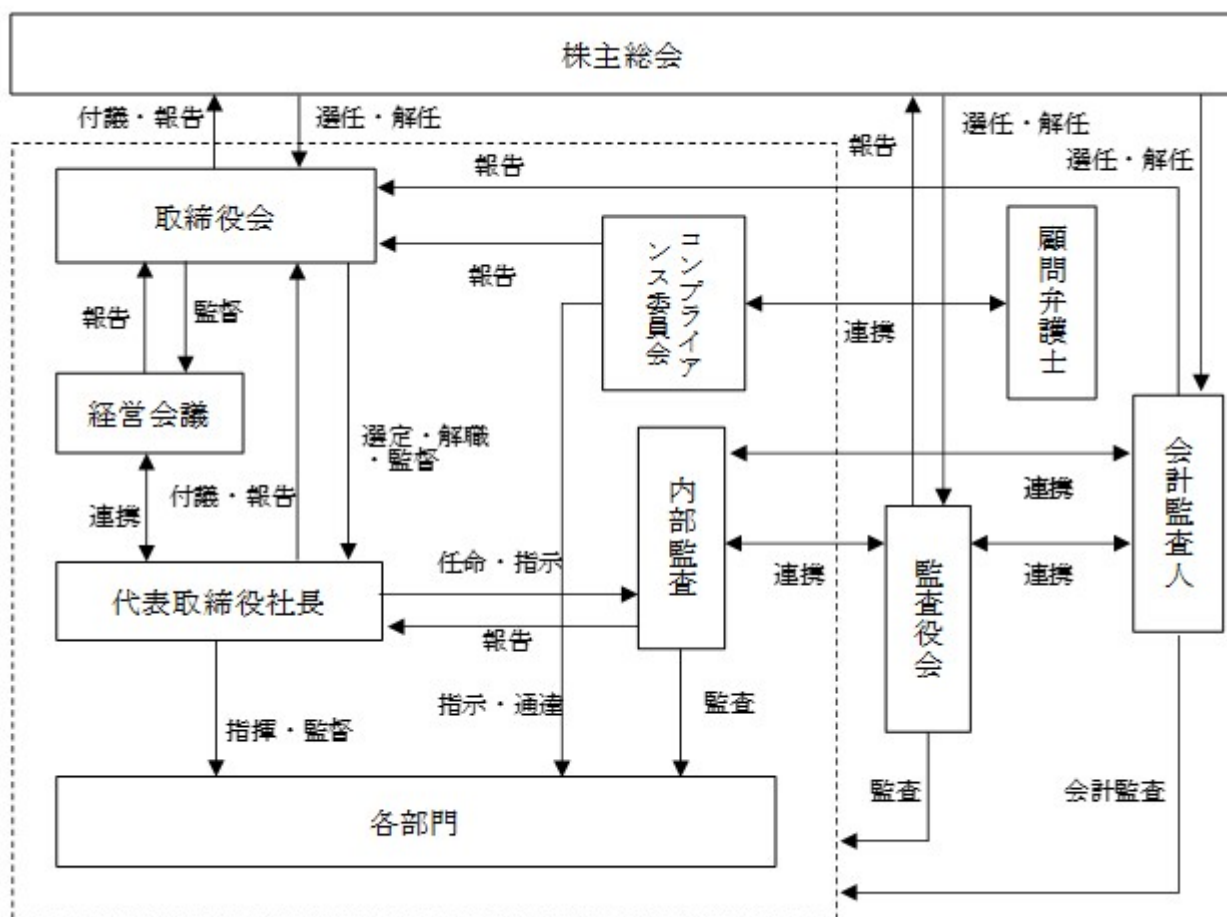 株主総会
付議・報告
選任・解任
報告
選任・解任
選任・解任
報告
取締役会
報告
コンプライア
ンス委員会
顧問弁護士
連携
報告
監督
経営会議
選定・解職
・監督
付議・報告
連携
内部監査
連携
会計監査人
連携
連携
監査役会
任命・指示
代表取締役社長
報告
指示・通達
監査
指揮・監督
各部門
監査
会計監査